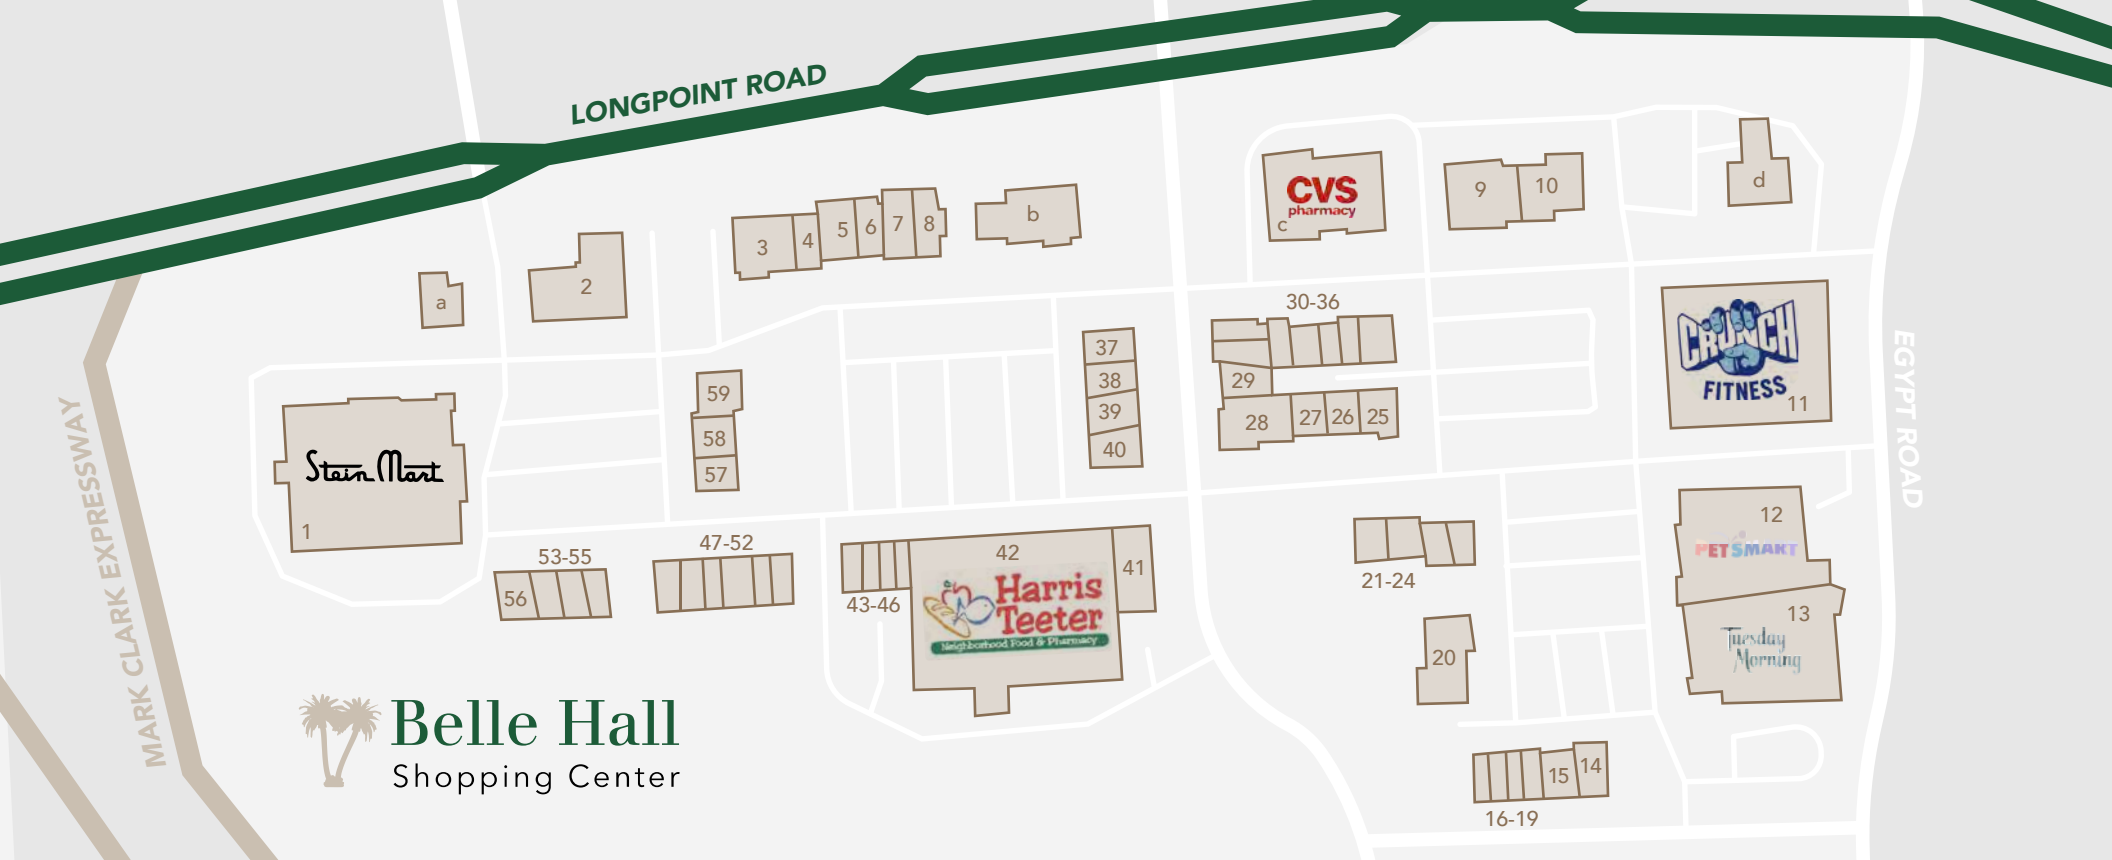 LONGPOINT ROAD
MARK CLARK EXPRESSWAY
EGYPT ROAD
a
2
3
4
5
6
7
8
b
CVS
pharmacy
c
9
10
d
Stein Mart
1
59
58
57
37
38
39
40
30-36
29
28
27
26
25
CRUNCH
FITNESS
11
53-55
56
47-52
43-46
42
Harris
Teeter
Neighborhood Food & Pharmacy
41
21-24
20
12
PETSMART
13
Tuesday
Morning
15
14
16-19
Belle Hall
Shopping Center